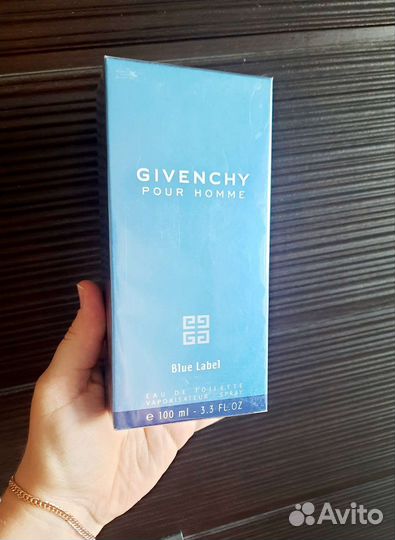 GIVENCHY
POUR HOMME
Blue Label
EAU DE TOILETTE
VAPORISATEUR SPRAY
e 100 ml - 3.3 FL.OZ
Avito